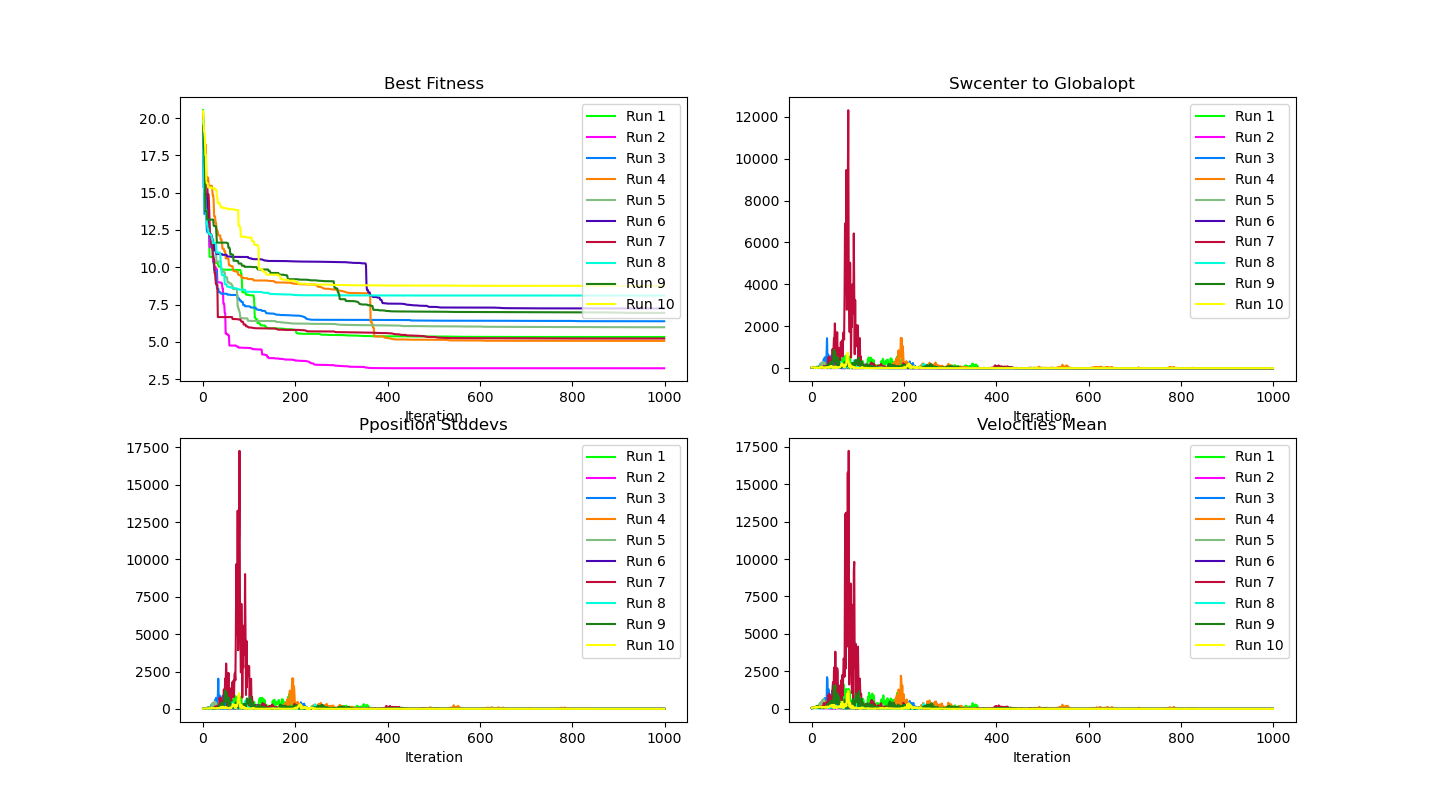 Best Fitness
20.0
17.5
15.0
12.5
10.0
7.5
5.0
2.5
0
200
400
600
800
1000
Iteration
Run 1
Run 2
Run 3
Run 4
Run 5
Run 6
Run 7
Run 8
Run 9
Run 10
Swcenter to Globalopt
12000
10000
8000
6000
4000
2000
0
0
200
400
600
800
1000
Iteration
Run 1
Run 2
Run 3
Run 4
Run 5
Run 6
Run 7
Run 8
Run 9
Run 10
Pposition Stddevs
17500
15000
12500
10000
7500
5000
2500
0
0
200
400
600
800
1000
Iteration
Run 1
Run 2
Run 3
Run 4
Run 5
Run 6
Run 7
Run 8
Run 9
Run 10
Velocities Mean
17500
15000
12500
10000
7500
5000
2500
0
0
200
400
600
800
1000
Iteration
Run 1
Run 2
Run 3
Run 4
Run 5
Run 6
Run 7
Run 8
Run 9
Run 10